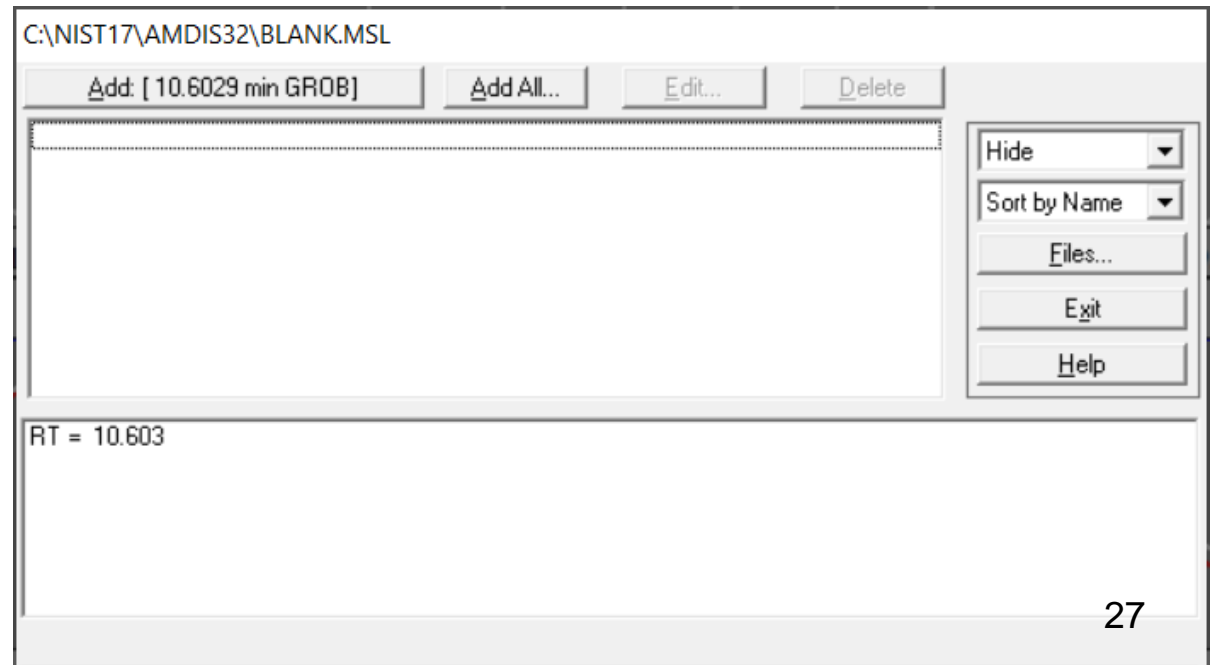 C:\NIST17\AMDIS32\BLANK.MSL
Add: [ 10.6029 min GROB] Add All... Edit... Delete
Hide
Sort by Name
Files...
Exit
Help
RT = 10.603
27